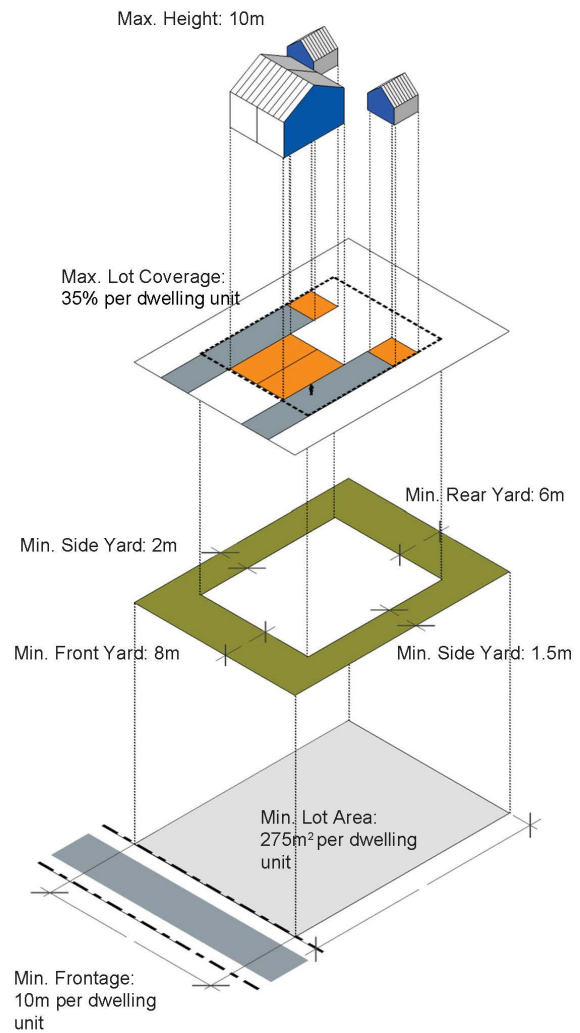 Max. Height: 10m
Max. Lot Coverage:
35% per dwelling unit
Min. Rear Yard: 6m
Min. Side Yard: 2m
Min. Front Yard: 8m
Min. Side Yard: 1.5m
Min. Lot Area:
275m² per dwelling
unit
Min. Frontage:
10m per dwelling
unit